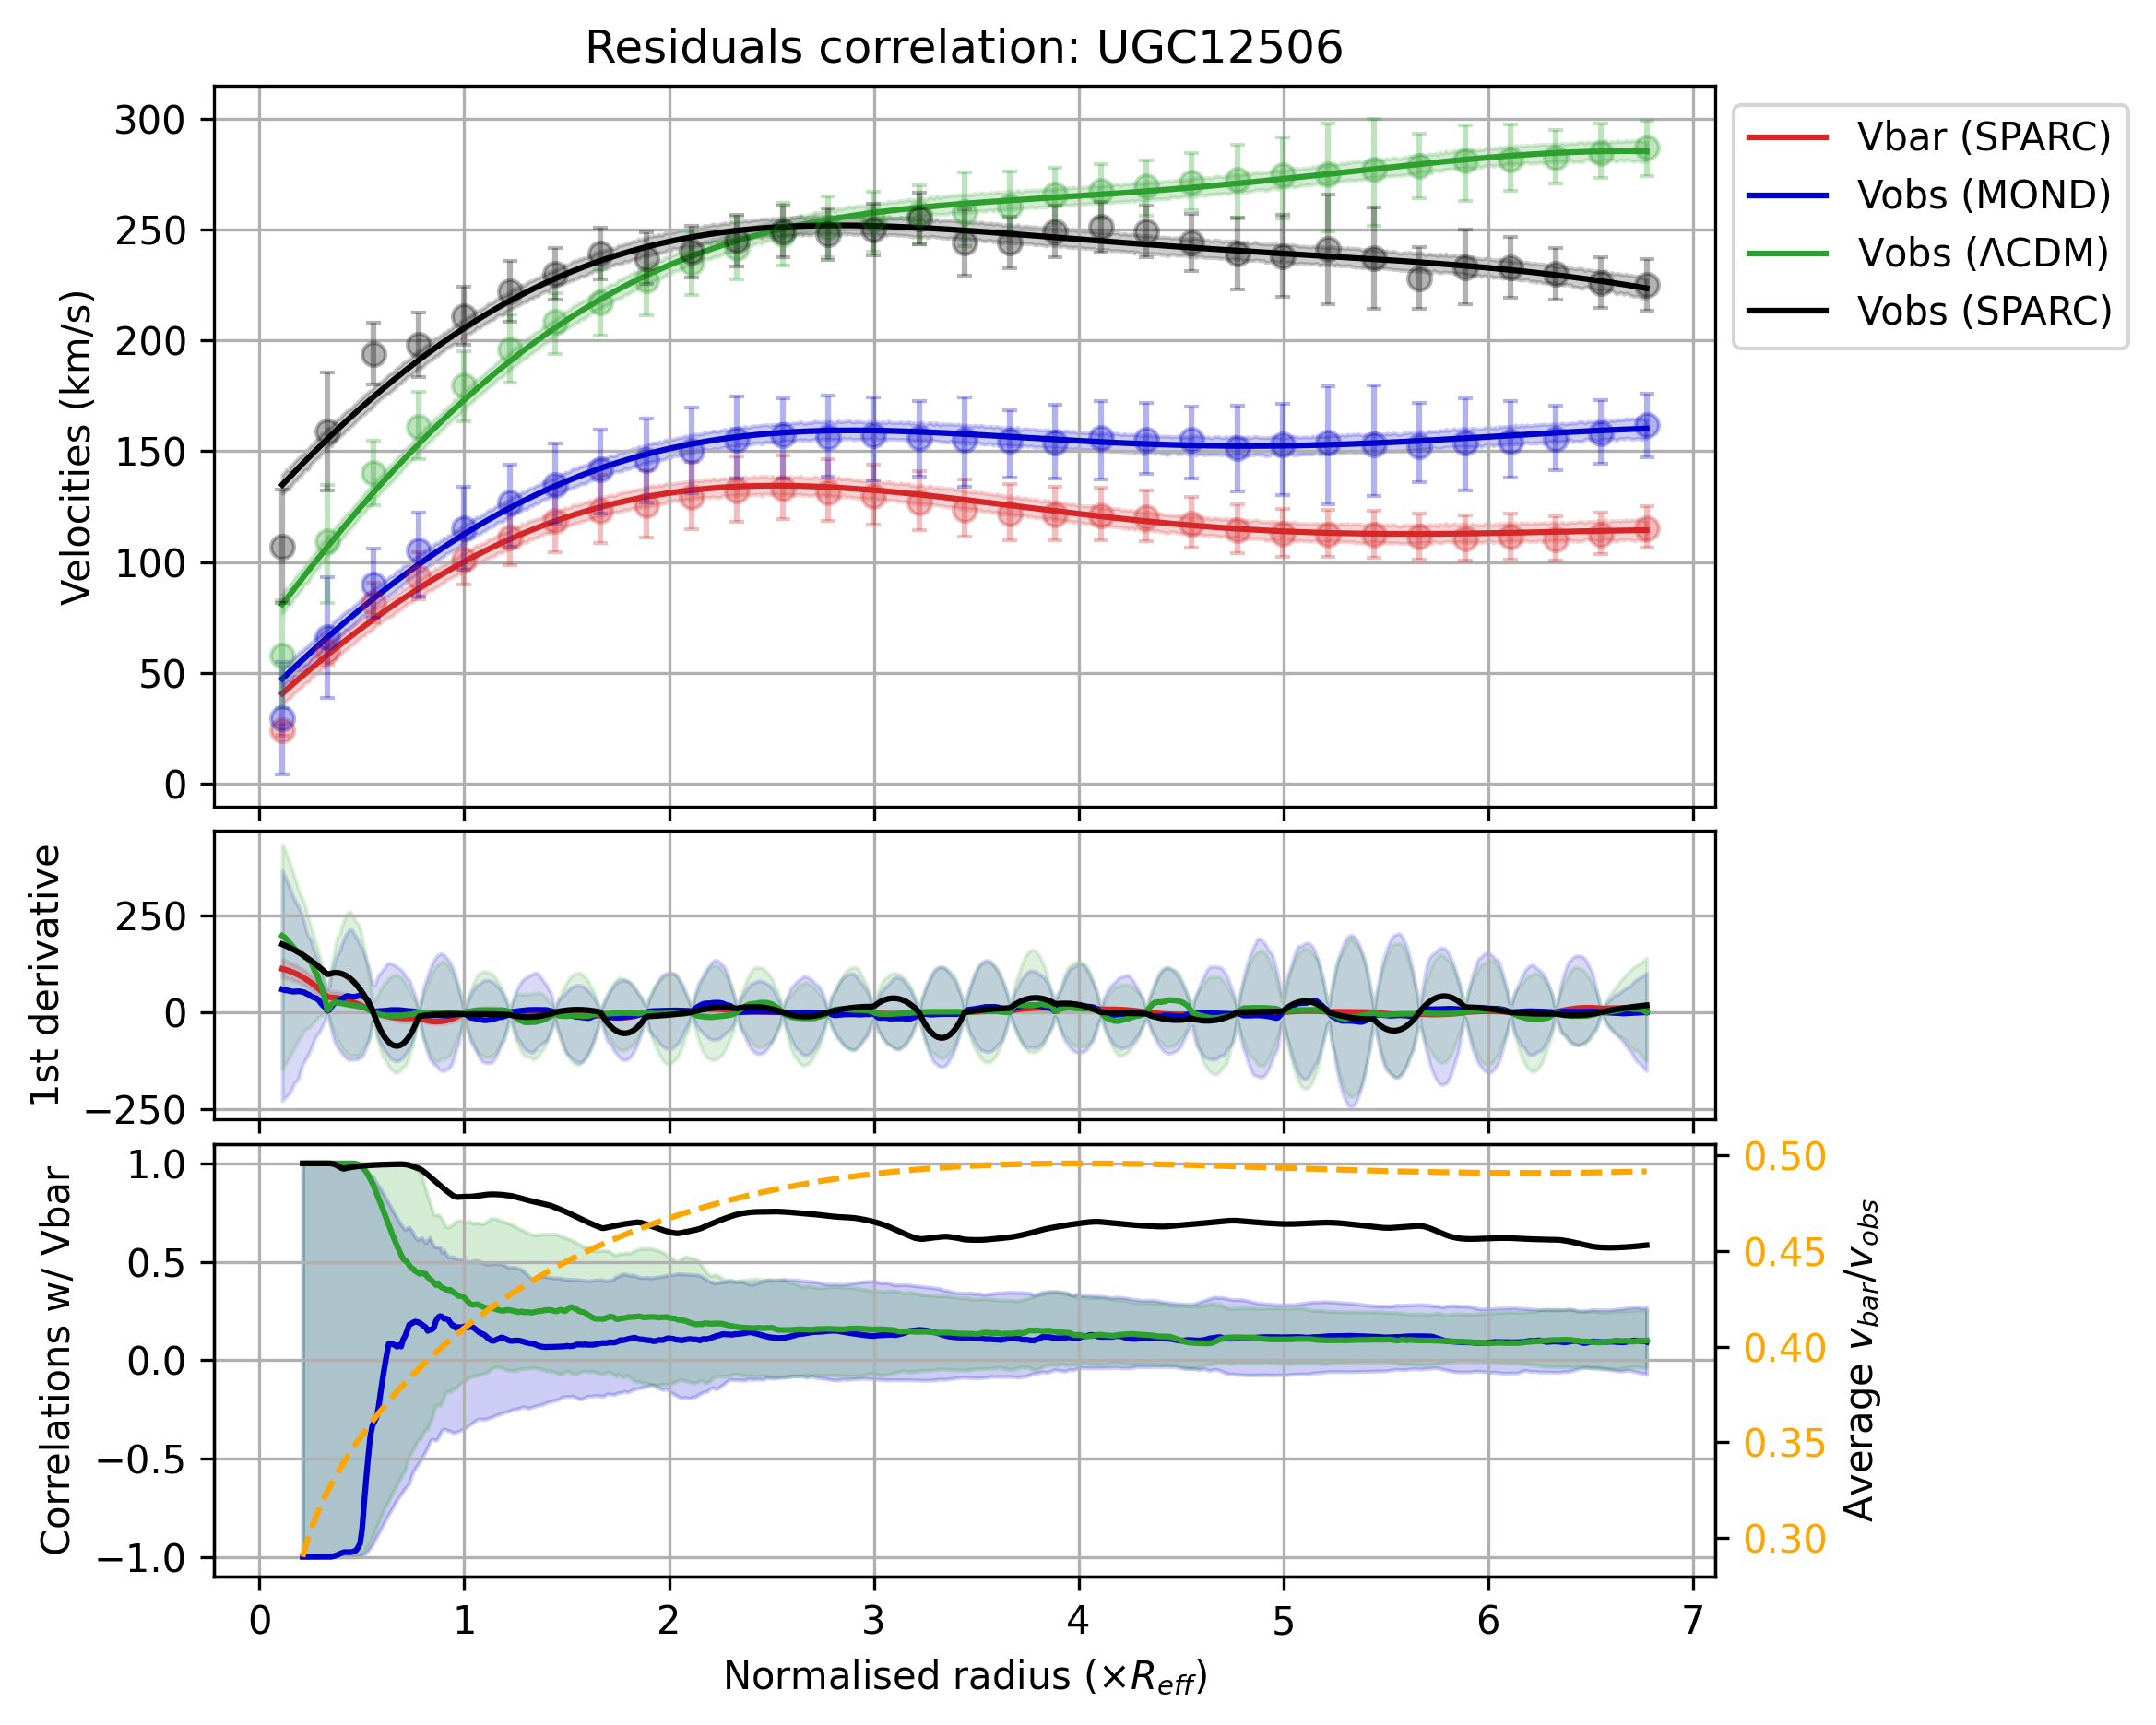 Residuals correlation: UGC12506
Velocities (km/s)
300
250
200
150
100
50
0
Vbar (SPARC)
Vobs (MOND)
Vobs (ΛCDM)
Vobs (SPARC)
1st derivative
250
0
−250
Correlations w/ Vbar
1.0
0.5
0.0
−0.5
−1.0
0.50
0.45
0.40
0.35
0.30
Average v_bar/v_obs
0 1 2 3 4 5 6 7
Normalised radius (×R_eff)